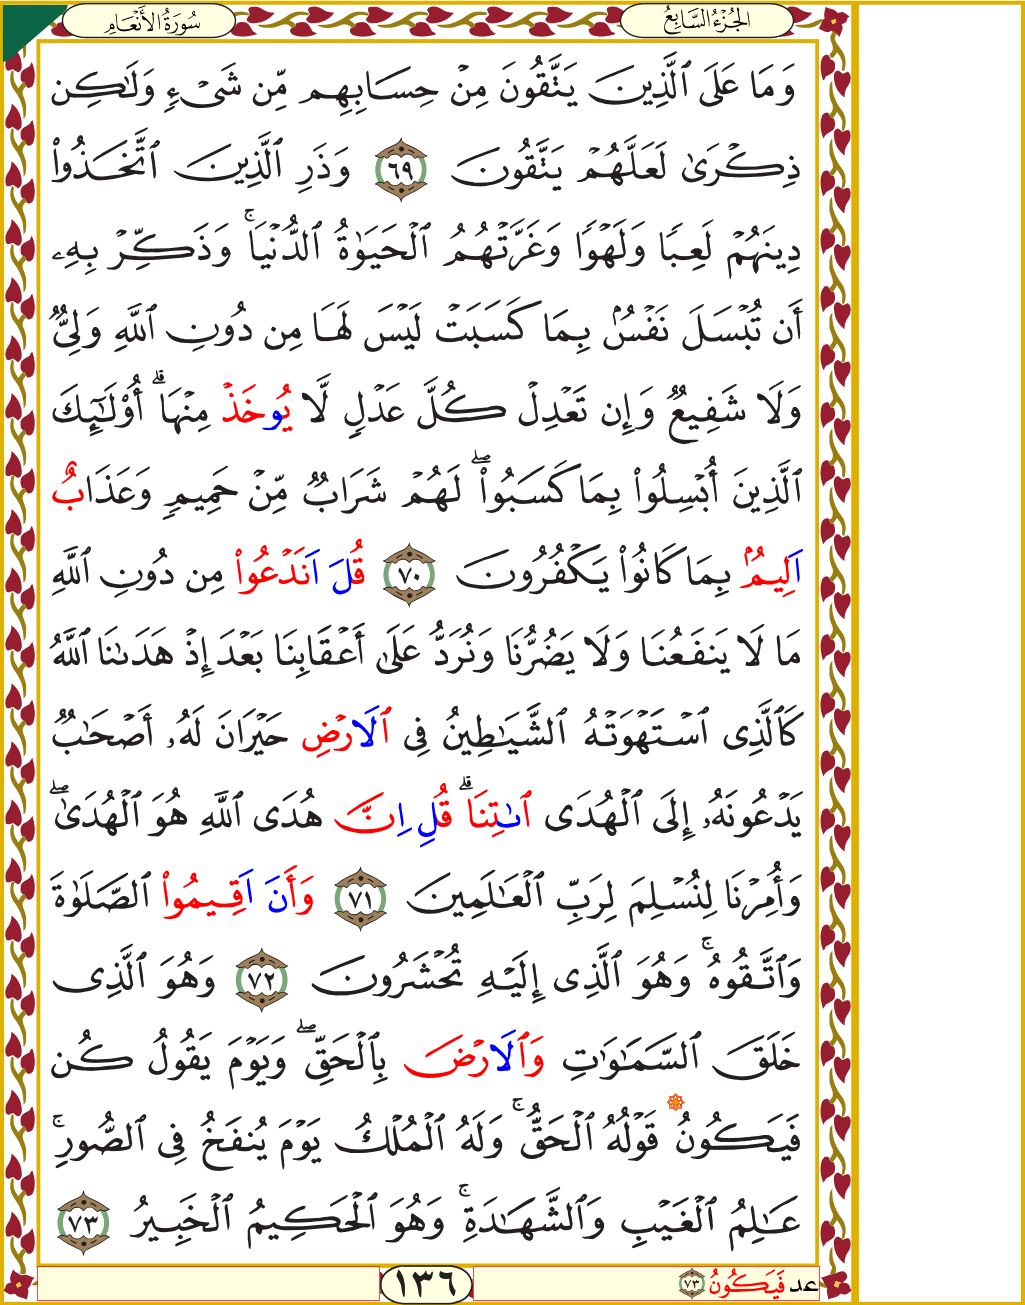 الجُزْءُ السَّابِعُ
سُورَةُ الأَنْعَامِ
وَمَا عَلَى ٱلَّذِينَ يَتَّقُونَ مِنْ حِسَابِهِم مِّن شَىْءٍ وَلَٰكِن
ذِكْرَىٰ لَعَلَّهُمْ يَتَّقُونَ ٦٩ وَذَرِ ٱلَّذِينَ ٱتَّخَذُوا۟
دِينَهُمْ لَعِبًا وَلَهْوًا وَغَرَّتْهُمُ ٱلْحَيَوٰةُ ٱلدُّنْيَا ۚ وَذَكِّرْ بِهِۦ
أَن تُبْسَلَ نَفْسٌۢ بِمَا كَسَبَتْ لَيْسَ لَهَا مِن دُونِ ٱللَّهِ وَلِىٌّ
وَلَا شَفِيعٌ وَإِن تَعْدِلْ كُلَّ عَدْلٍ لَّا يُوخَذْ مِنْهَا ۗ أُو۟لَٰٓئِكَ
ٱلَّذِينَ أُبْسِلُوا۟ بِمَا كَسَبُوا۟ ۖ لَهُمْ شَرَابٌ مِّنْ حَمِيمٍ وَعَذَابٌ
اَلِيمٌۢ بِمَا كَانُوا۟ يَكْفُرُونَ ٧٠ قُلَ اَنَدْعُوا۟ مِن دُونِ ٱللَّهِ
مَا لَا يَنفَعُنَا وَلَا يَضُرُّنَا وَنُرَدُّ عَلَىٰٓ أَعْقَابِنَا بَعْدَ إِذْ هَدَىٰنَا ٱللَّهُ
كَٱلَّذِى ٱسْتَهْوَتْهُ ٱلشَّيَٰطِينُ فِى ٱلَارْضِ حَيْرَانَ لَهُۥٓ أَصْحَٰبٌ
يَدْعُونَهُۥٓ إِلَى ٱلْهُدَى ٱىٰتِنَا ۗ قُلِ اِنَّ هُدَى ٱللَّهِ هُوَ ٱلْهُدَىٰ ۖ
وَأُمِرْنَا لِنُسْلِمَ لِرَبِّ ٱلْعَٰلَمِينَ ٧١ وَأَنَ اَقِيمُوا۟ ٱلصَّلَوٰةَ
وَٱتَّقُوهُ ۚ وَهُوَ ٱلَّذِىٓ إِلَيْهِ تُحْشَرُونَ ٧٢ وَهُوَ ٱلَّذِى
خَلَقَ ٱلسَّمَٰوَٰتِ وَٱلَارْضَ بِٱلْحَقِّ ۖ وَيَوْمَ يَقُولُ كُن
فَيَكُونُ قَوْلُهُ ٱلْحَقُّ ۚ وَلَهُ ٱلْمُلْكُ يَوْمَ يُنفَخُ فِى ٱلصُّورِ ۚ
عَٰلِمُ ٱلْغَيْبِ وَٱلشَّهَٰدَةِ ۚ وَهُوَ ٱلْحَكِيمُ ٱلْخَبِيرُ ٧٣
عد فَيَكُونُ ٧٣
١٣٦